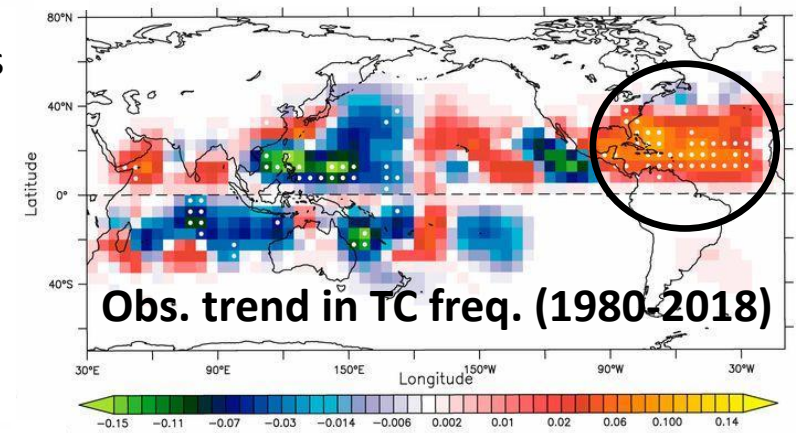 s
80°N
40°N
0°
40°S
Latitude
Obs. trend in TC freq. (1980-2018)
30°E 90°E 150°E 150°W 90°W 30°W
Longitude
-0.15 -0.11 -0.07 -0.03 -0.014 -0.006 0.002 0.01 0.02 0.06 0.100 0.14